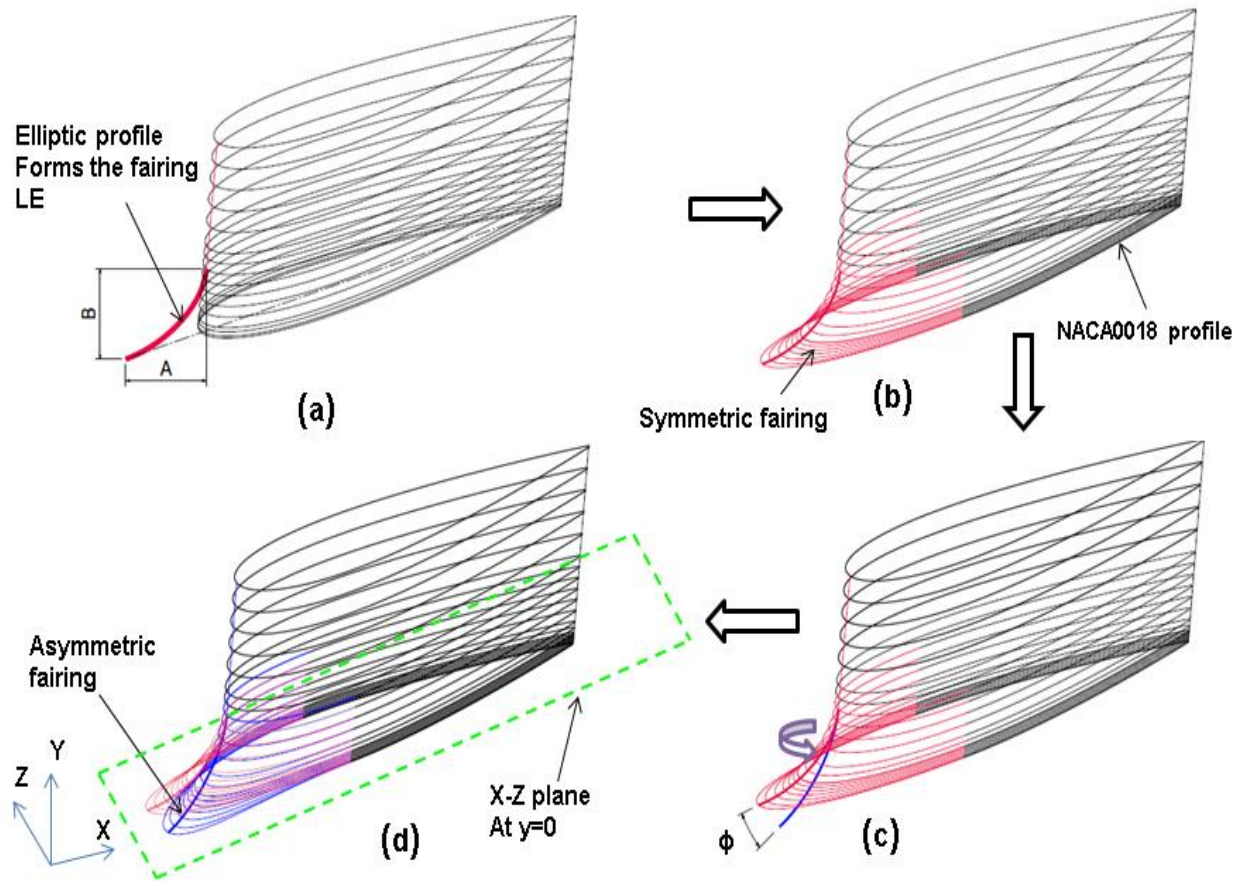 Elliptic profile
Forms the fairing
LE
B
A
(a)
NACA0018 profile
Symmetric fairing
(b)
Asymmetric
fairing
Y
Z
X
X-Z plane
At y=0
(d)
ϕ
(c)